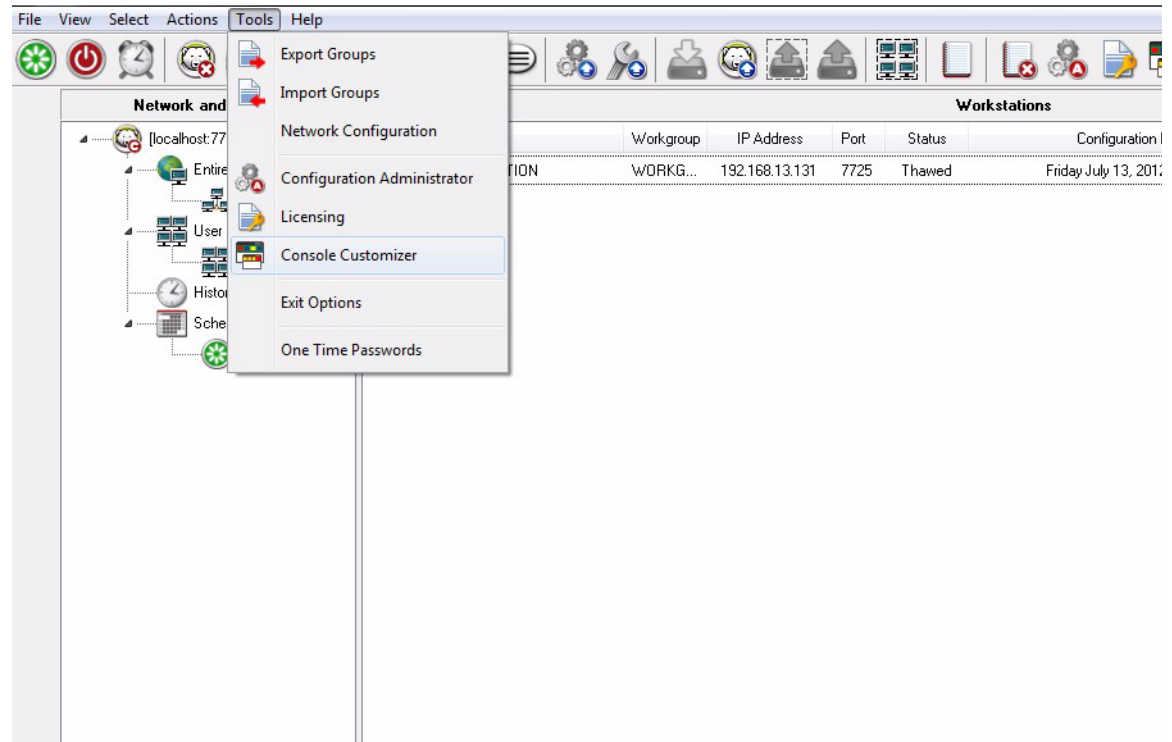 File View Select Actions Tools Help
Export Groups
Import Groups
Network Configuration
Configuration Administrator
Licensing
Console Customizer
Exit Options
One Time Passwords
Network and
[localhost:77
Entire
User
Histo
Sche
Workstations
Workgroup IP Address Port Status Configuration
TION WORKG... 192.168.13.131 7725 Thawed Friday July 13, 2012